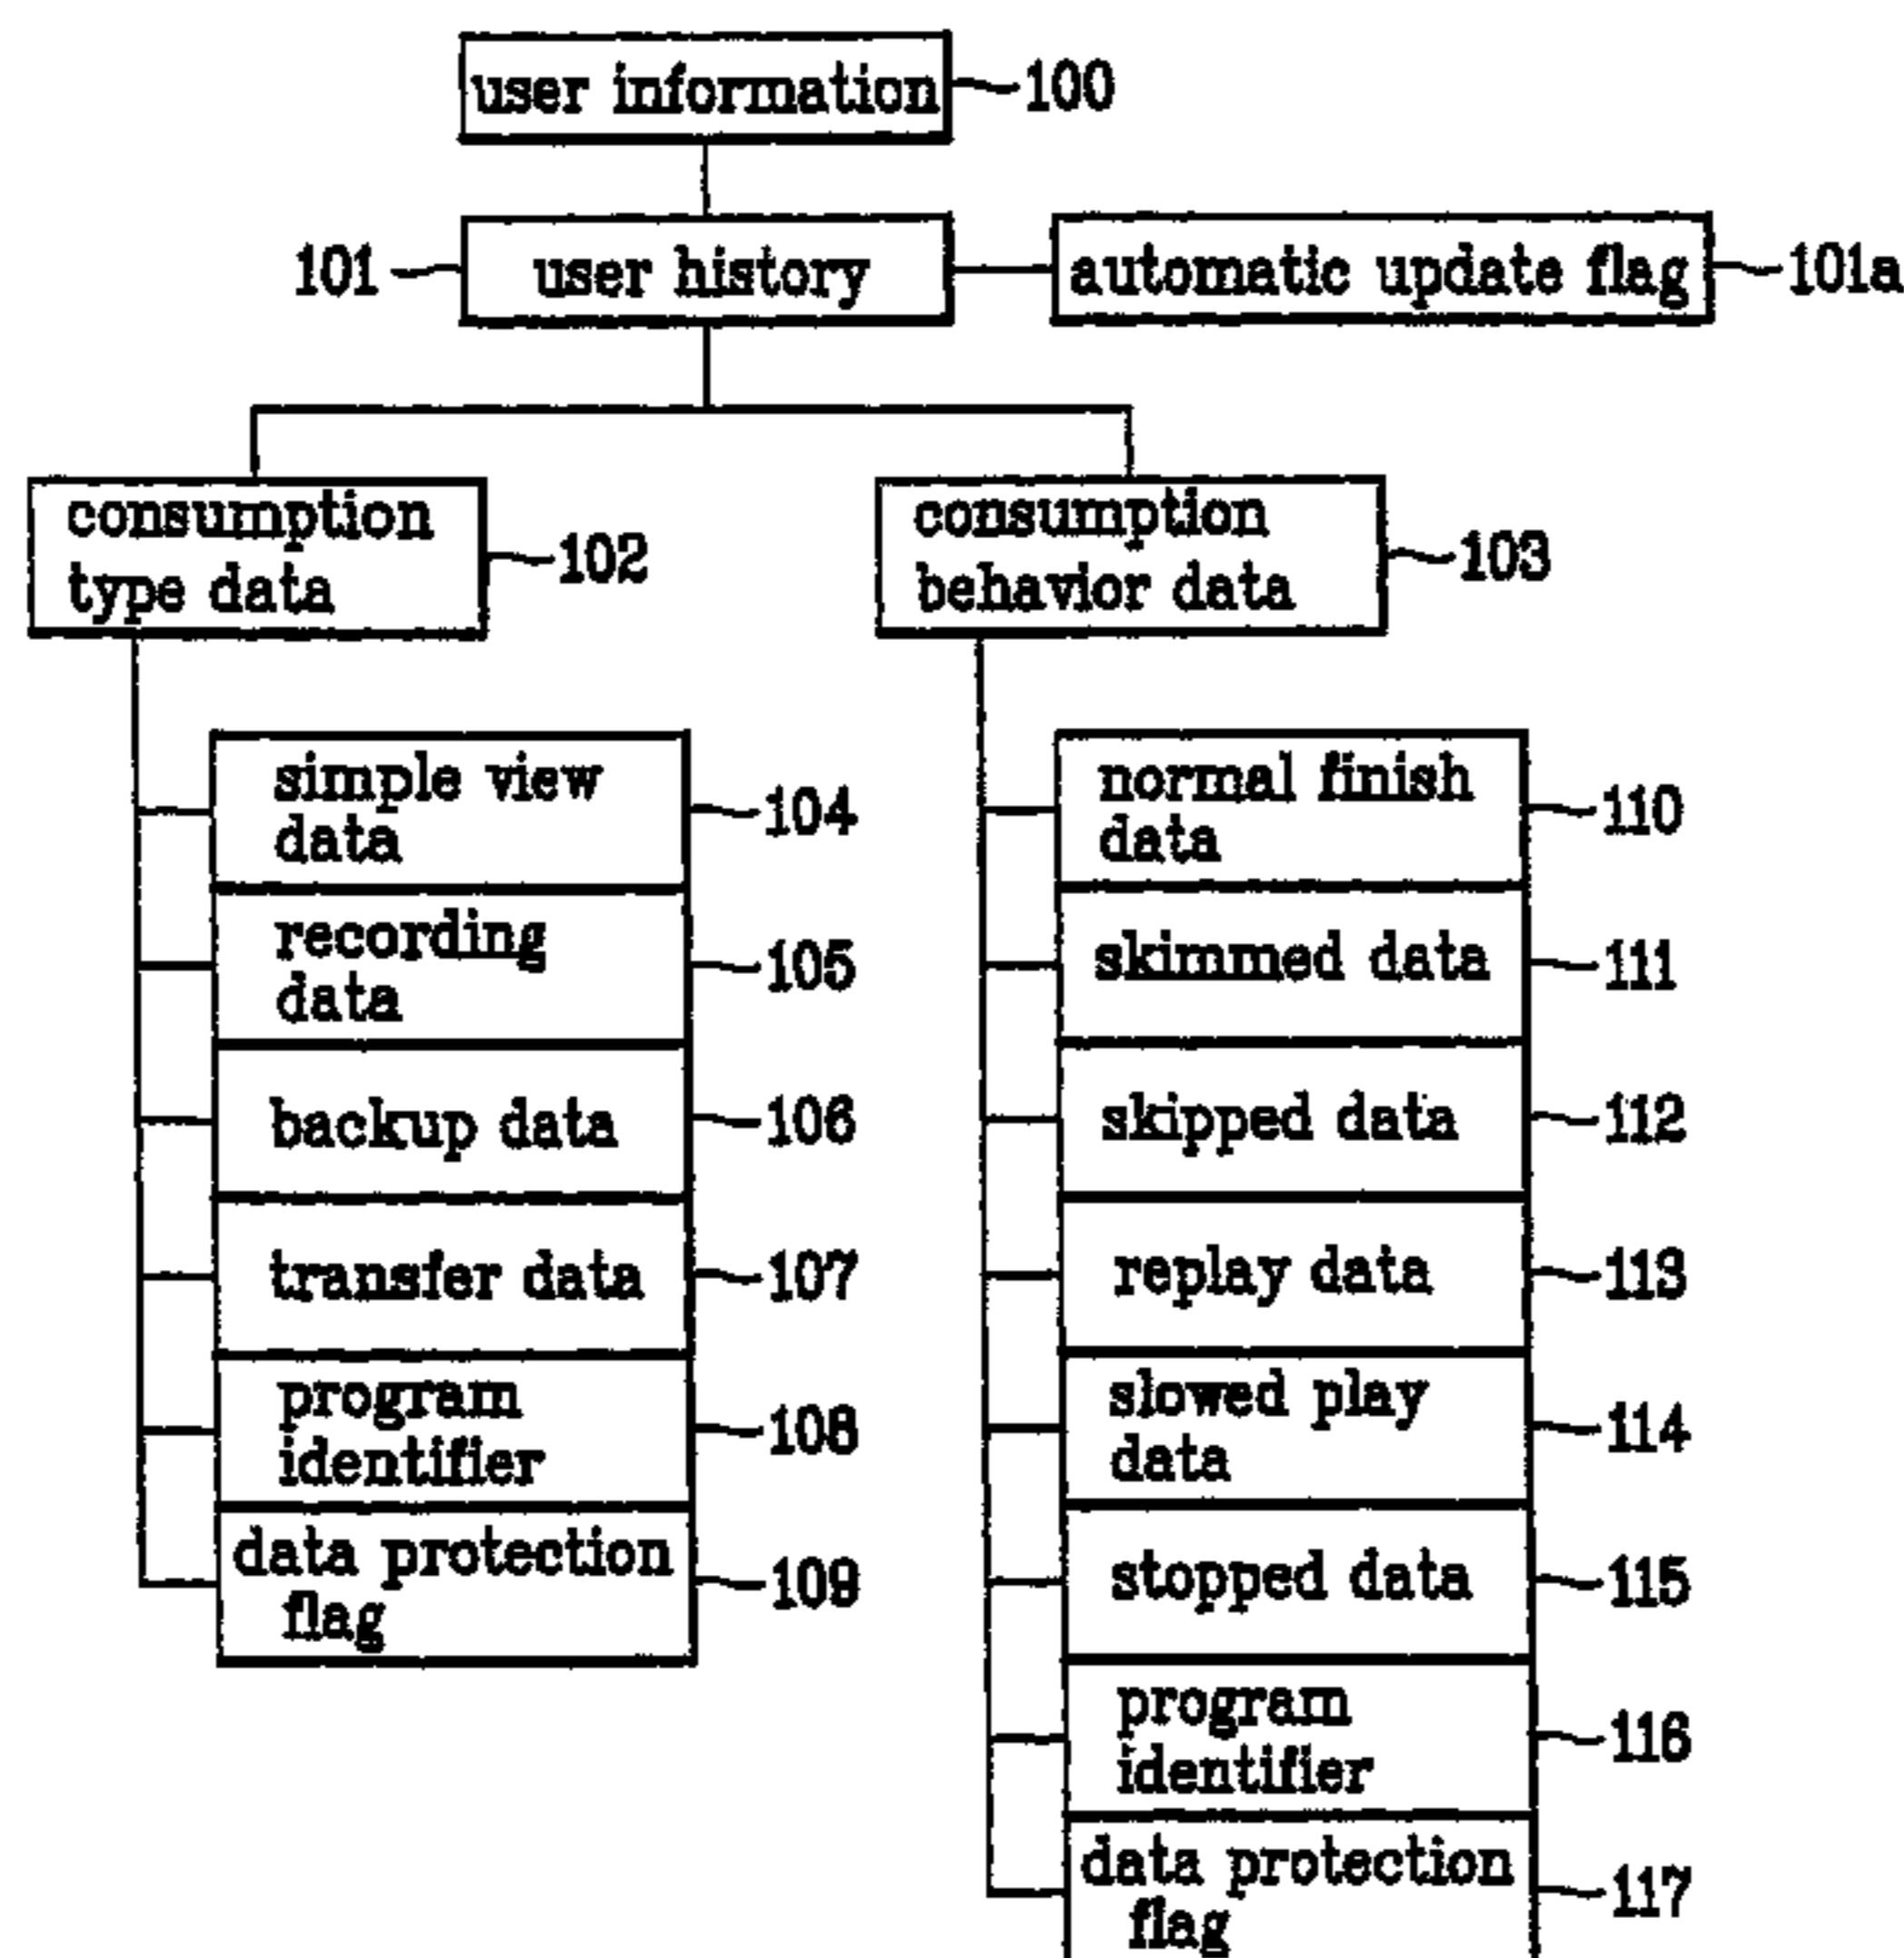 user information
100
101
user history
automatic update flag
101a
consumption
type data
102
consumption
behavior data
103
simple view
data
104
recording
data
105
backup data
106
transfer data
107
program
identifier
108
data protection
flag
109
normal finish
data
110
skimmed data
111
skipped data
112
replay data
113
slowed play
data
114
stopped data
115
program
identifier
116
data protection
flag
117